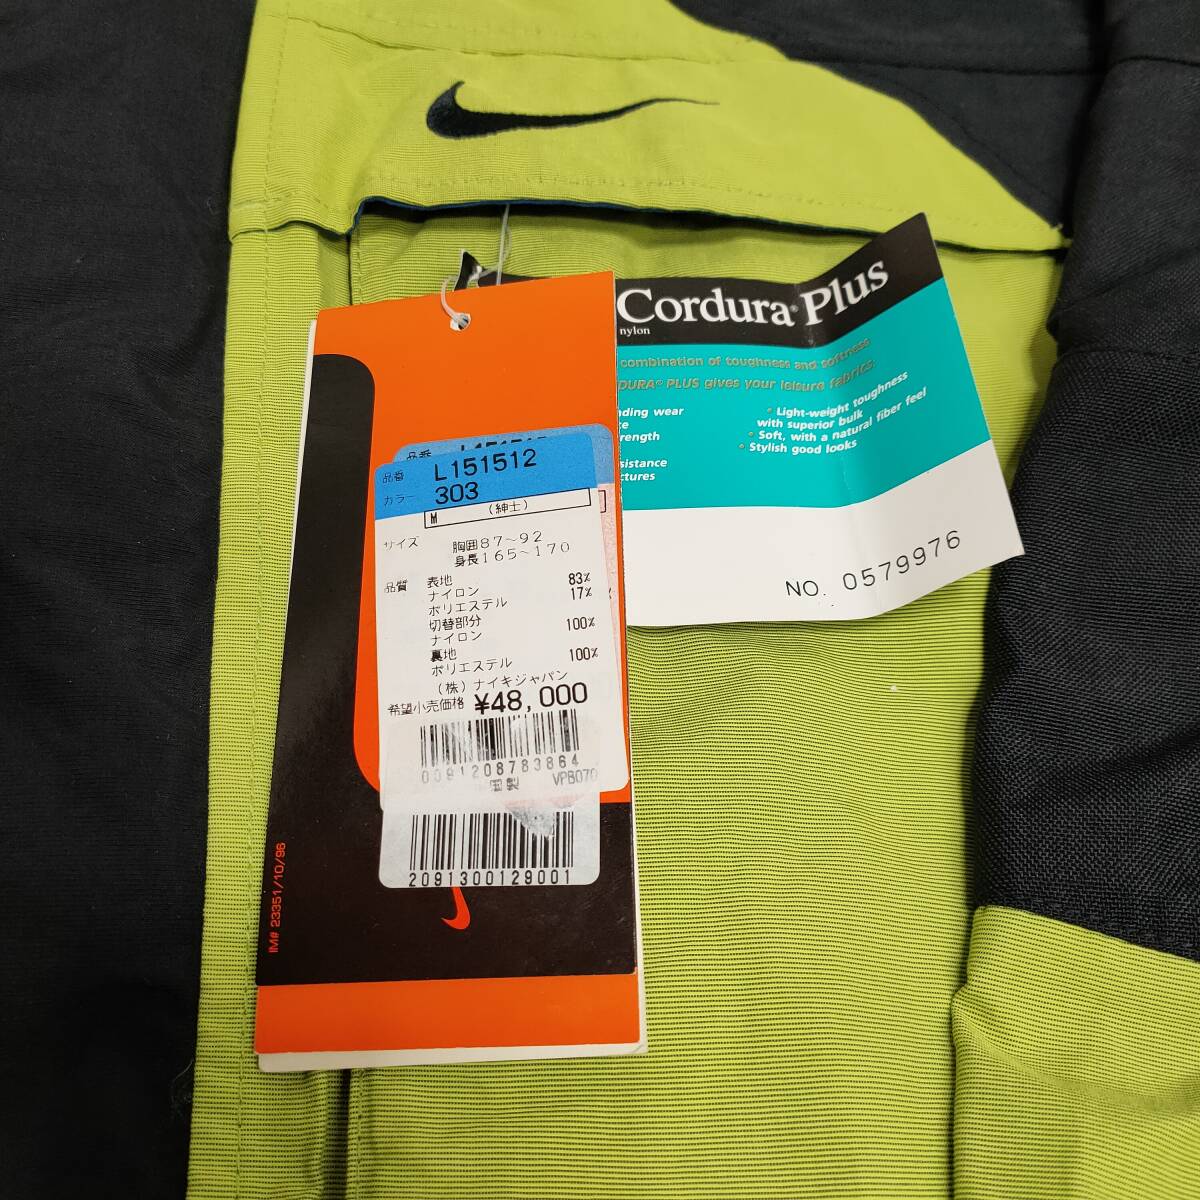 Cordura® Plus
nylon
combination of toughness and softness
DURA® PLUS gives your leisure fabrics:
nding wear
te
rength
sistance
ctures
• Light-weight toughness
with superior bulk
• Soft, with a natural fiber feel
• Stylish good looks
NO. 0579976
品番 L151512
品番 L151512
カラー 303
M （紳士）
サイズ 胸囲87～92
身長165～170
品質 表地
ナイロン 83%
ポリエステル 17%
切替部分
ナイロン 100%
裏地
ポリエステル 100%
（株）ナイキジャパン
希望小売価格 ¥48,000
0091208783864
国製 VPB070
2091300129001
IM# 23351/10/96